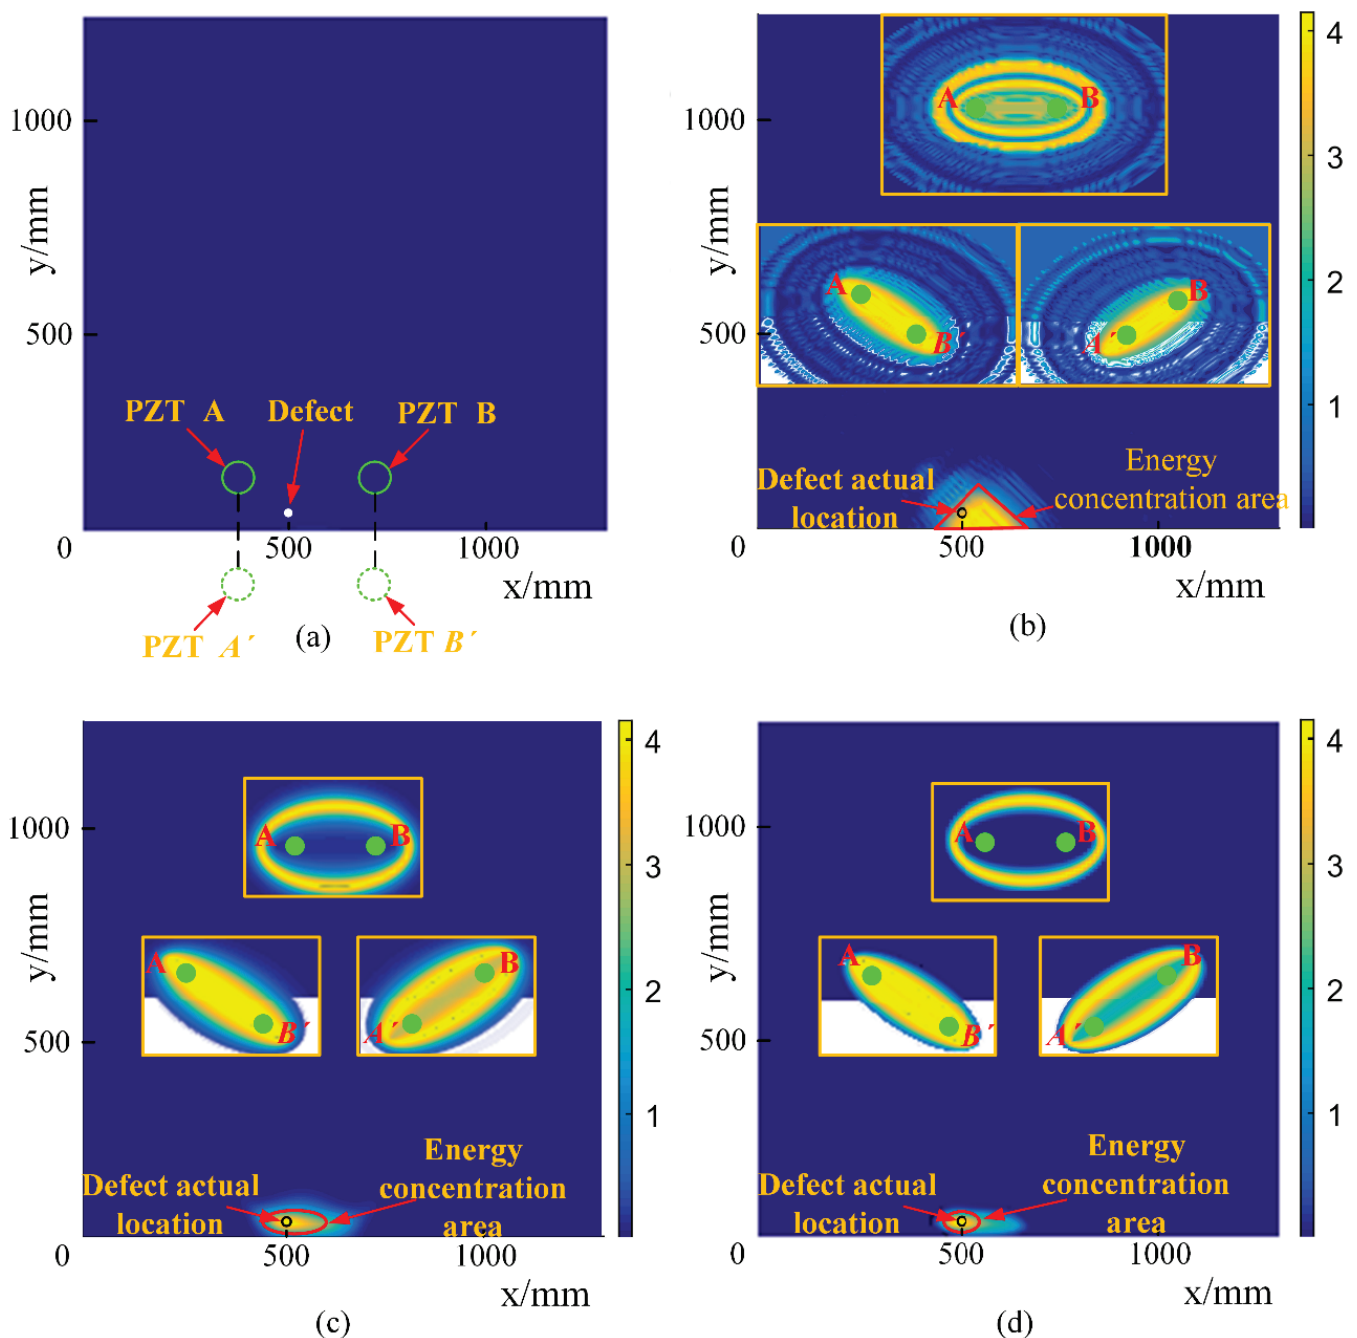 1000
y/mm
500
PZT A
Defect
PZT B
0
500
1000
x/mm
PZT A´
PZT B´
(a)
4
3
2
1
1000
y/mm
500
A
B
A
B´
B
A´
Defect actual
location
Energy
concentration area
0
500
1000
x/mm
(b)
4
3
2
1
1000
y/mm
500
A
B
A
B´
B
A´
Defect actual
location
Energy
concentration
area
0
500
1000
x/mm
(c)
4
3
2
1
1000
y/mm
500
A
B
A
B´
B
A´
Defect actual
location
Energy
concentration
area
0
500
1000
x/mm
(d)